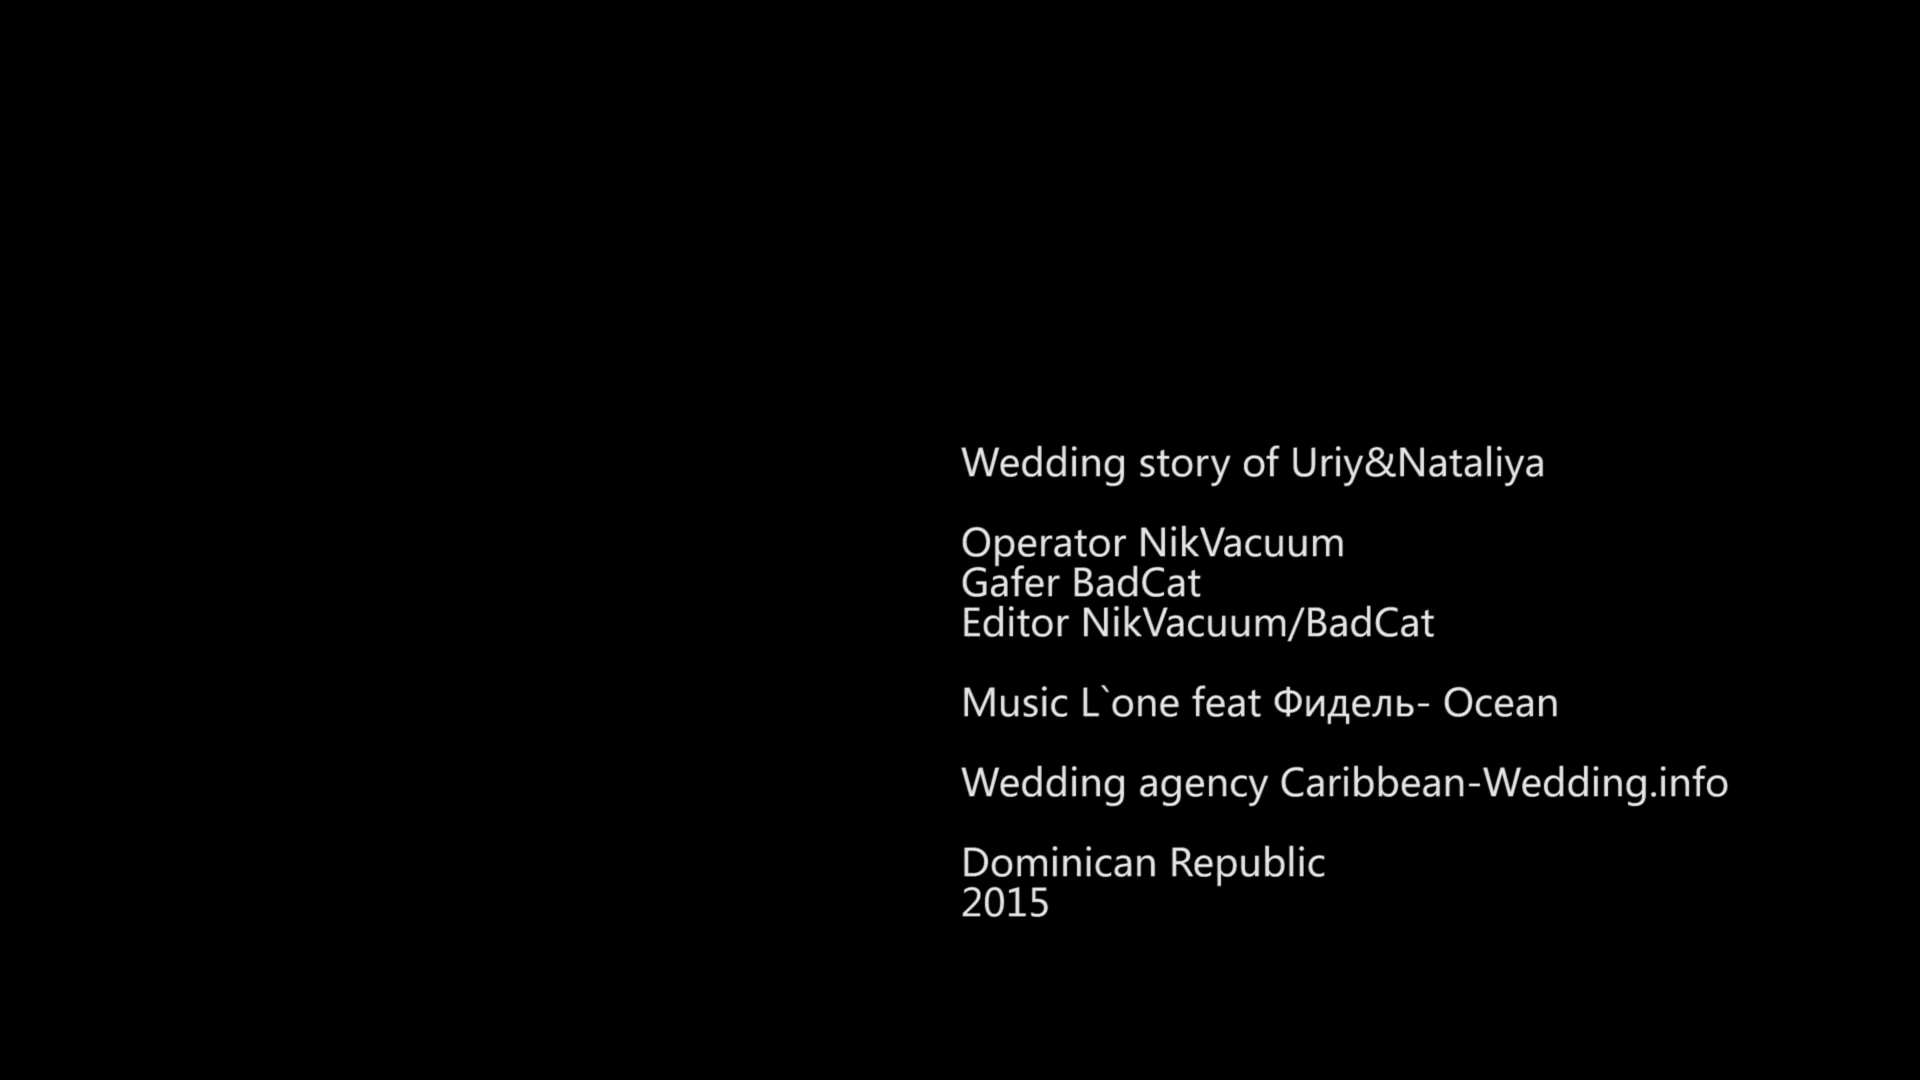 Wedding story of Uriy&Nataliya
Operator NikVacuum
Gafer BadCat
Editor NikVacuum/BadCat
Music L`one feat Фидель- Ocean
Wedding agency Caribbean-Wedding.info
Dominican Republic
2015